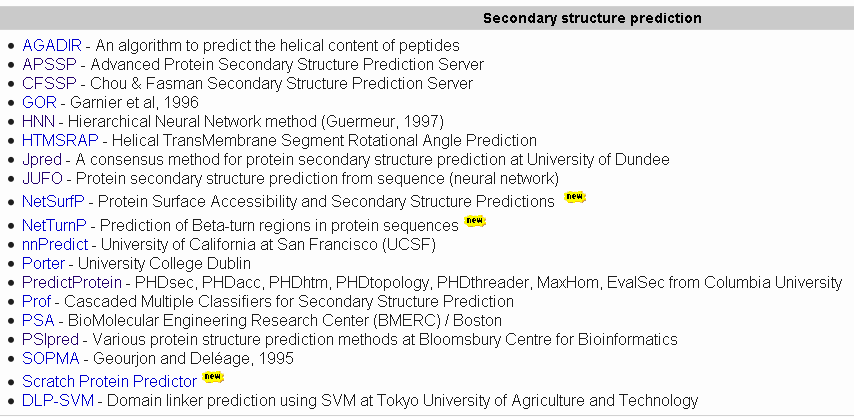 Secondary structure prediction
AGADIR - An algorithm to predict the helical content of peptides
APSSP - Advanced Protein Secondary Structure Prediction Server
CFSSP - Chou & Fasman Secondary Structure Prediction Server
GOR - Garnier et al, 1996
HNN - Hierarchical Neural Network method (Guermeur, 1997)
HTMSRAP - Helical TransMembrane Segment Rotational Angle Prediction
Jpred - A consensus method for protein secondary structure prediction at University of Dundee
JUFO - Protein secondary structure prediction from sequence (neural network)
NetSurfP - Protein Surface Accessibility and Secondary Structure Predictions new
NetTurnP - Prediction of Beta-turn regions in protein sequences new
nnPredict - University of California at San Francisco (UCSF)
Porter - University College Dublin
PredictProtein - PHDsec, PHDacc, PHDhtm, PHDtopology, PHDthreader, MaxHom, EvalSec from Columbia University
Prof - Cascaded Multiple Classifiers for Secondary Structure Prediction
PSA - BioMolecular Engineering Research Center (BMERC) / Boston
PSIpred - Various protein structure prediction methods at Bloomsbury Centre for Bioinformatics
SOPMA - Geourjon and Deléage, 1995
Scratch Protein Predictor new
DLP-SVM - Domain linker prediction using SVM at Tokyo University of Agriculture and Technology